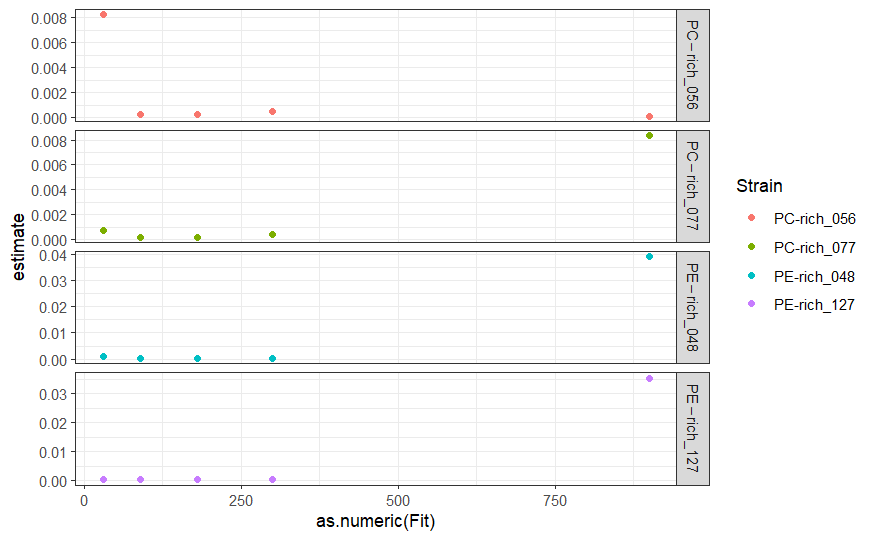 estimate
0.008
0.006
0.004
0.002
0.000
PC-rich_056
0.008
0.006
0.004
0.002
0.000
PC-rich_077
0.04
0.03
0.02
0.01
0.00
PE-rich_048
0.03
0.02
0.01
0.00
PE-rich_127
0 250 500 750
as.numeric(Fit)
Strain
PC-rich_056
PC-rich_077
PE-rich_048
PE-rich_127